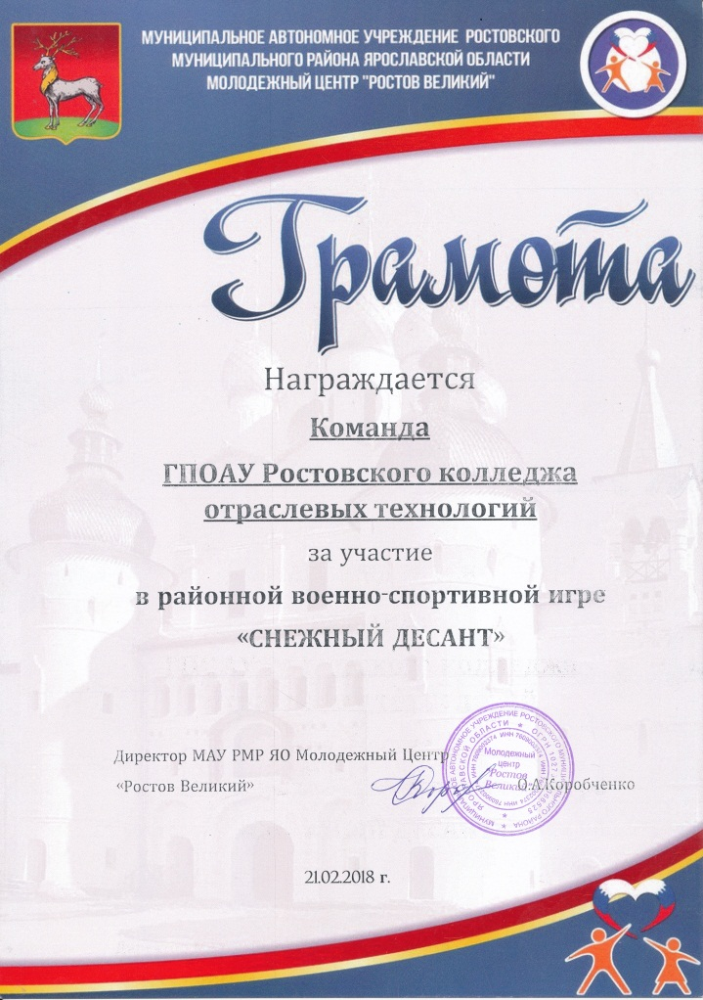 МУНИЦИПАЛЬНОЕ АВТОНОМНОЕ УЧРЕЖДЕНИЕ РОСТОВСКОГО
МУНИЦИПАЛЬНОГО РАЙОНА ЯРОСЛАВСКОЙ ОБЛАСТИ
МОЛОДЕЖНЫЙ ЦЕНТР "РОСТОВ ВЕЛИКИЙ"
Грамота
Награждается
Команда
ГПОАУ Ростовского колледжа
отраслевых технологий
за участие
в районной военно-спортивной игре
«СНЕЖНЫЙ ДЕСАНТ»
Директор МАУ РМР ЯО Молодежный Центр
«Ростов Великий»
О.А.Коробченко
Молодежный
центр
Ростов
Великий
21.02.2018 г.